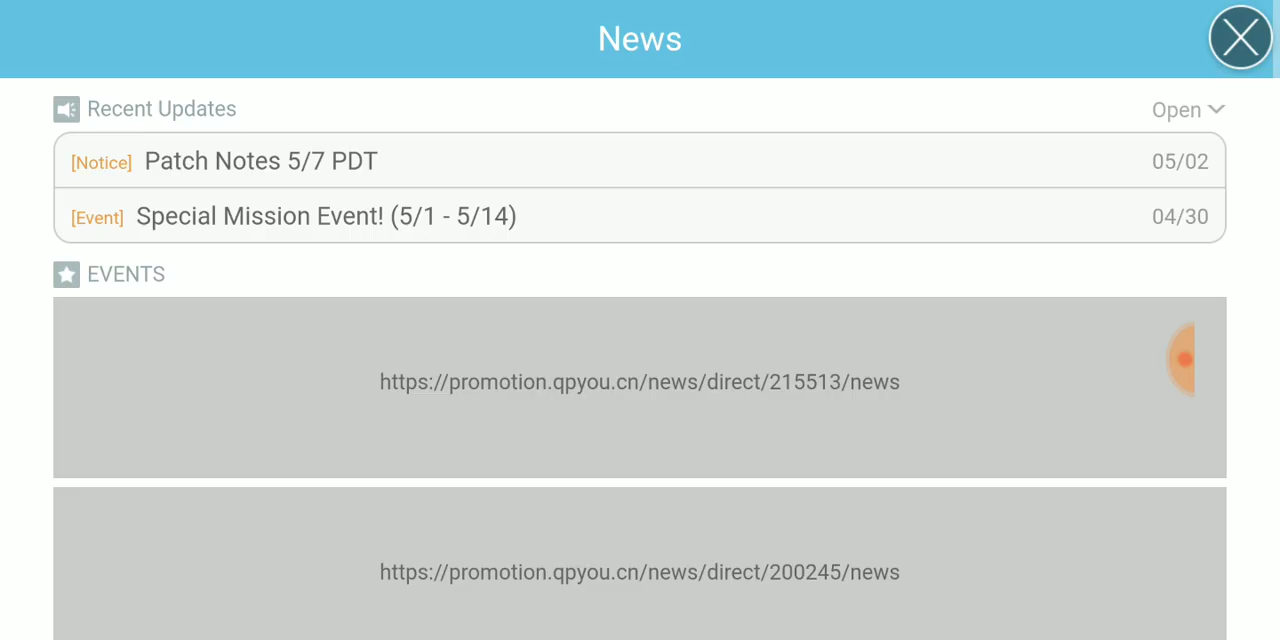 News
Recent Updates
Open
[Notice] Patch Notes 5/7 PDT 05/02
[Event] Special Mission Event! (5/1 - 5/14) 04/30
EVENTS
https://promotion.qpyou.cn/news/direct/215513/news
https://promotion.qpyou.cn/news/direct/200245/news